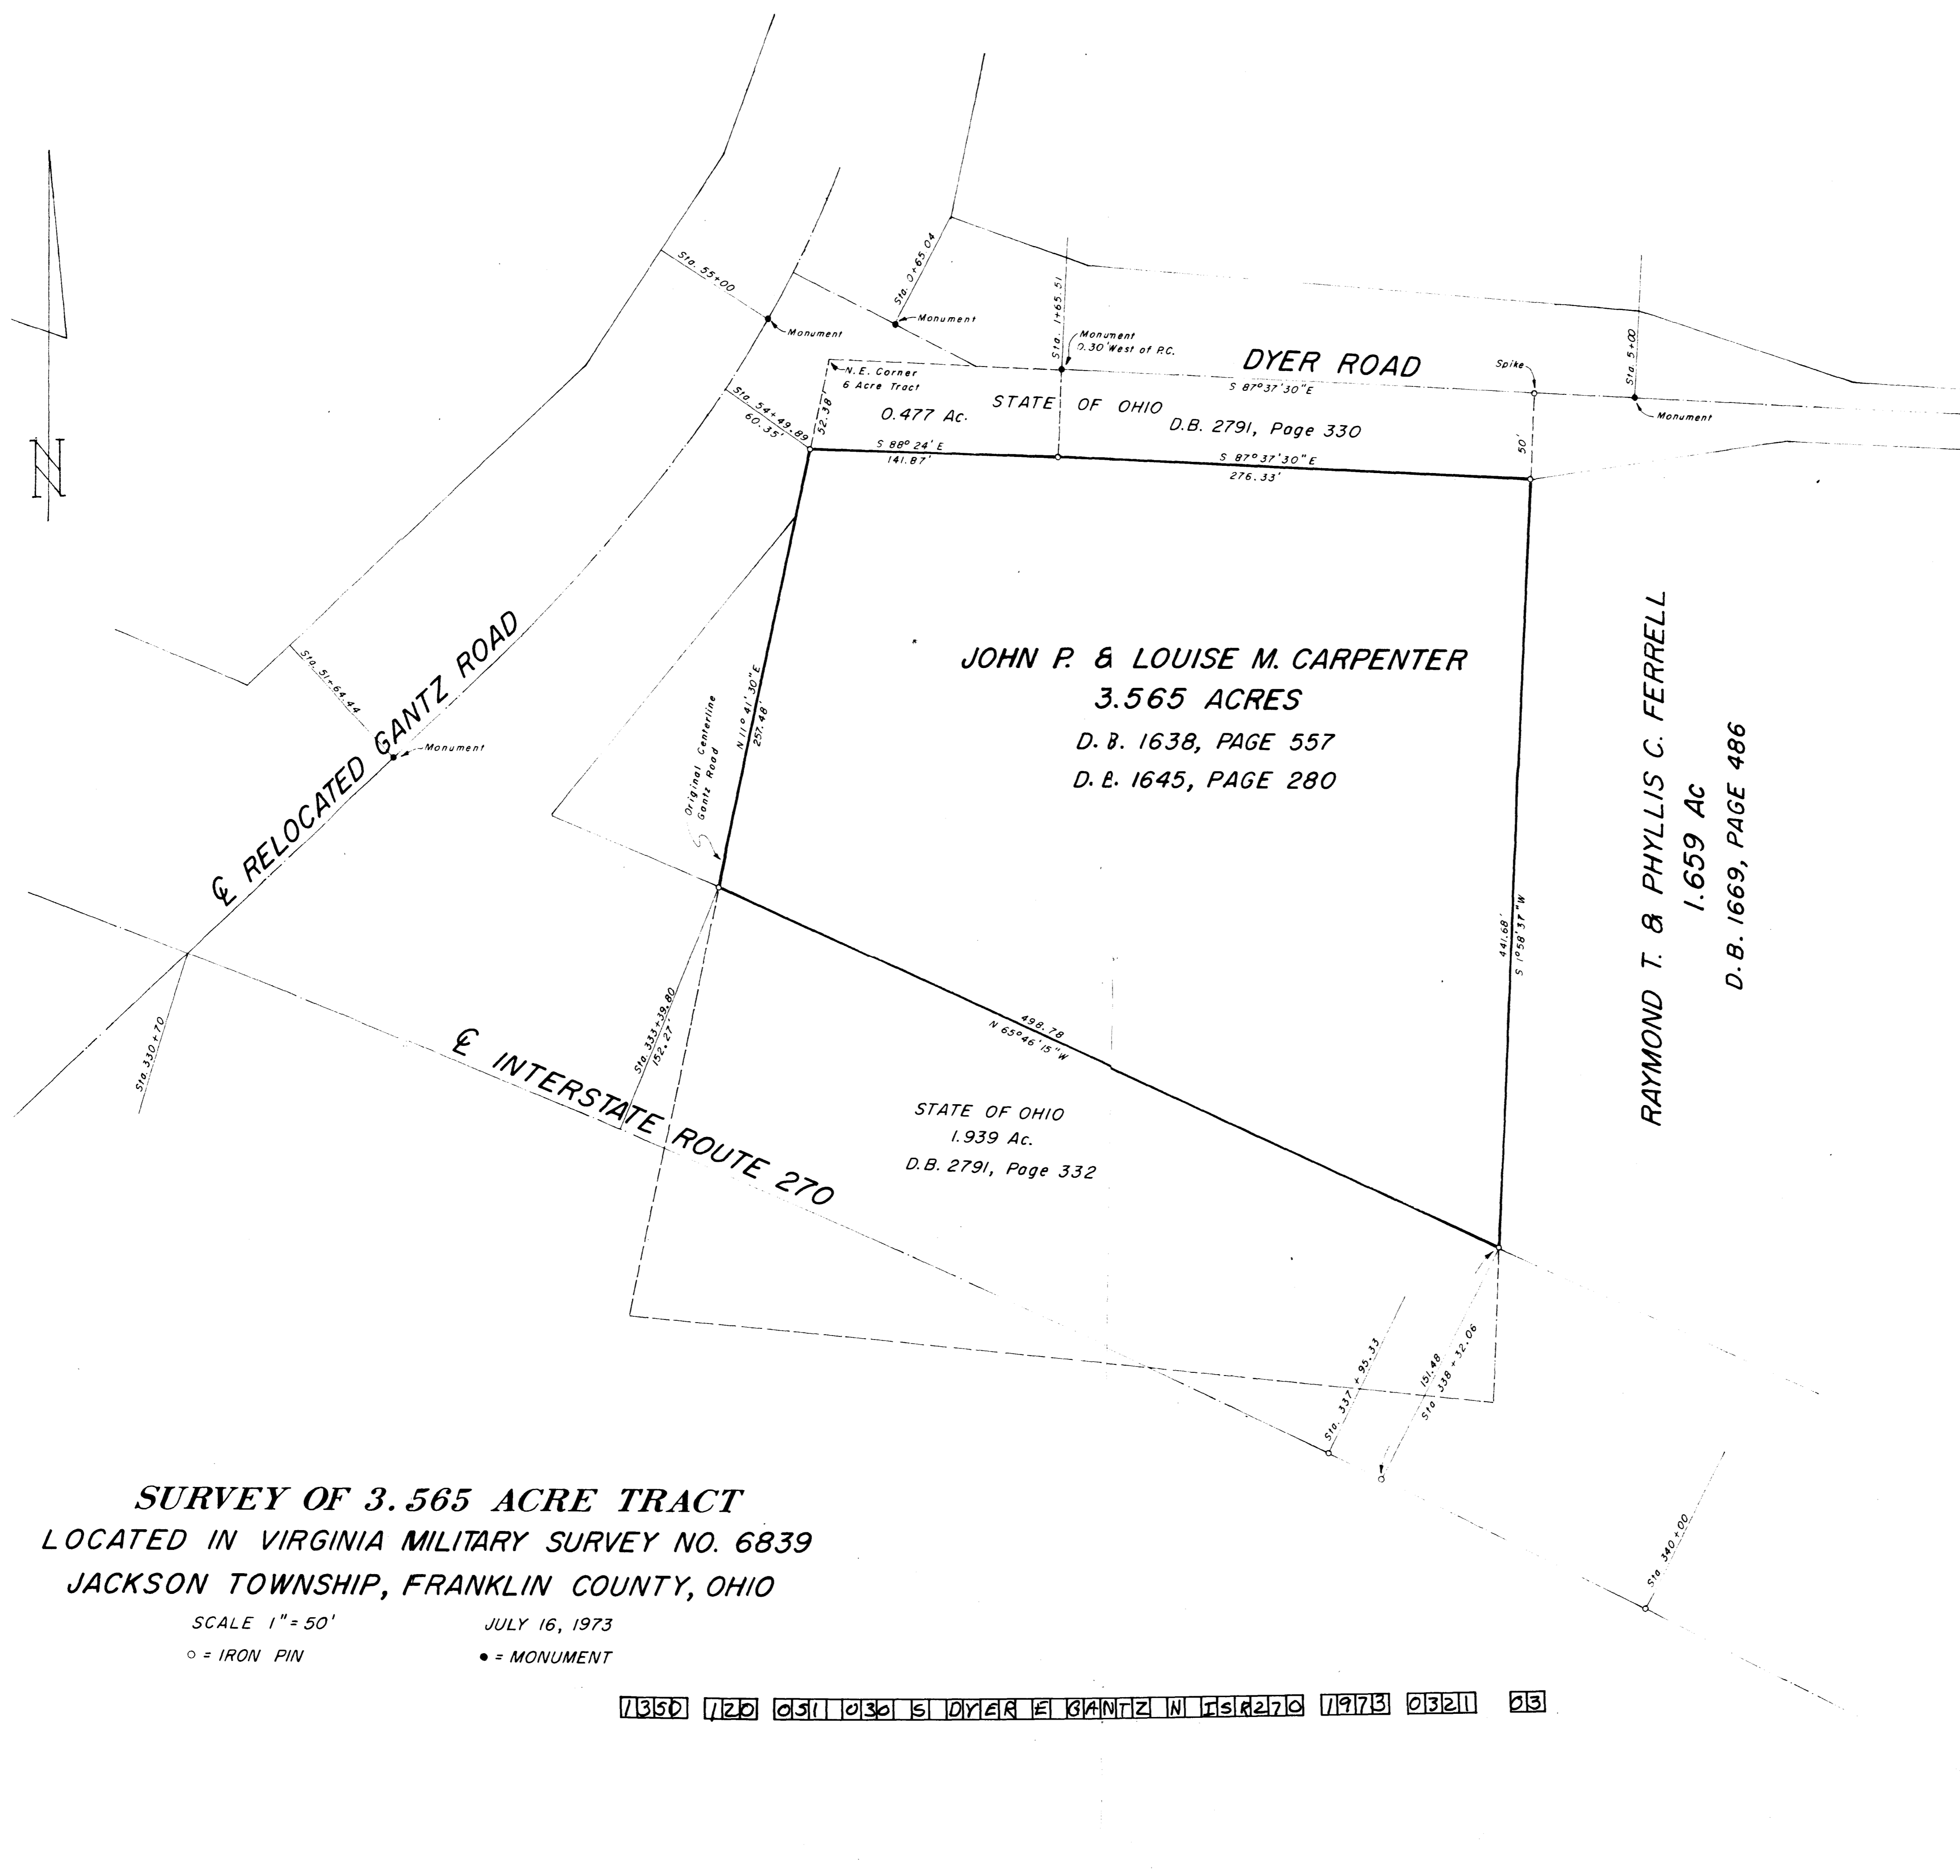 Sta. 55+00
Monument
Sta. 0+65.04
Monument
Sta. 1+65.51
Monument
0.30' West of P.C.
DYER ROAD
S 87°37'30"E
Spike
Sta. 5+00
Monument
N.E. Corner
6 Acre Tract
52.38'
Sta. 54+49.89
60.35'
0.477 Ac.
STATE OF OHIO
D.B. 2791, Page 330
50'
S 88° 24' E
141.87'
S 87°37'30"E
276.33'
N
JOHN P. & LOUISE M. CARPENTER
3.565 ACRES
D.B. 1638, PAGE 557
D.B. 1645, PAGE 280
RAYMOND T. & PHYLLIS C. FERRELL
1.659 Ac
D.B. 1669, PAGE 486
N 11° 41' 30" E
257.48'
Original Centerline
Gantz Road
Sta. 51+64.44
Monument
℄ RELOCATED GANTZ ROAD
441.68'
S 1°58'37"W
498.78
N 65°46'15"W
Sta. 330+70
Sta. 333+39.80
152.27'
℄ INTERSTATE ROUTE 270
STATE OF OHIO
1.939 Ac.
D.B. 2791, Page 332
Sta. 337 + 95.33
151.48
Sta 338 + 32.06
Sta. 340+00
SURVEY OF 3.565 ACRE TRACT
LOCATED IN VIRGINIA MILITARY SURVEY NO. 6839
JACKSON TOWNSHIP, FRANKLIN COUNTY, OHIO
SCALE 1"=50' JULY 16, 1973
○ = IRON PIN ● = MONUMENT
1350 120 051 030 S DYER E GANTZ N ISR270 1973 0321 03